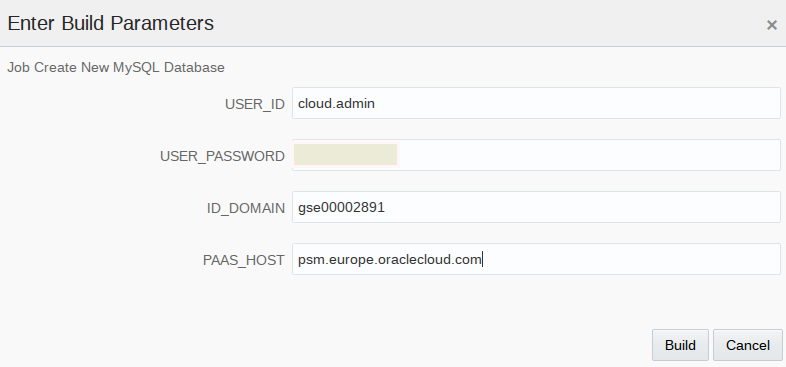 Enter Build Parameters ×
Job Create New MySQL Database
USER_ID cloud.admin
USER_PASSWORD
ID_DOMAIN gse00002891
PAAS_HOST psm.europe.oraclecloud.com
Build Cancel